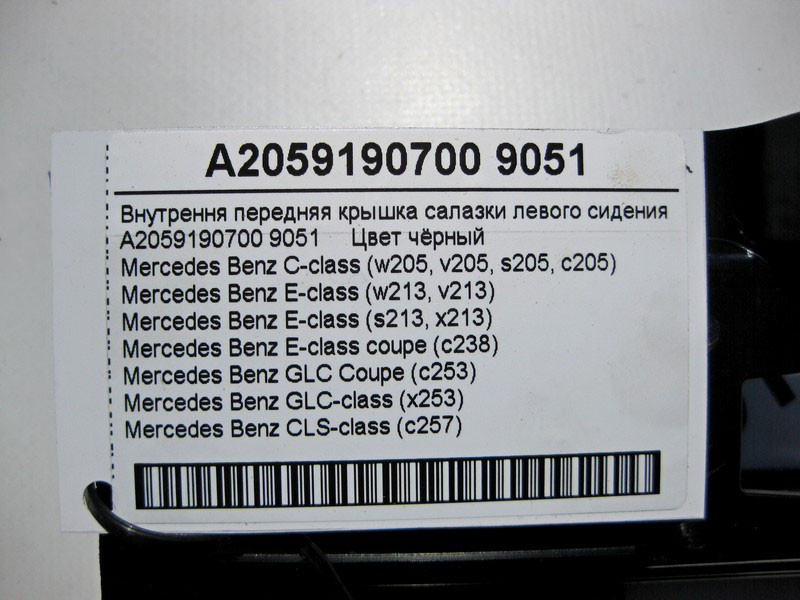 A2059190700 9051
Внутрення передняя крышка салазки левого сидения
A2059190700 9051 Цвет чёрный
Mercedes Benz C-class (w205, v205, s205, c205)
Mercedes Benz E-class (w213, v213)
Mercedes Benz E-class (s213, x213)
Mercedes Benz E-class coupe (c238)
Mercedes Benz GLC Coupe (c253)
Mercedes Benz GLC-class (x253)
Mercedes Benz CLS-class (c257)